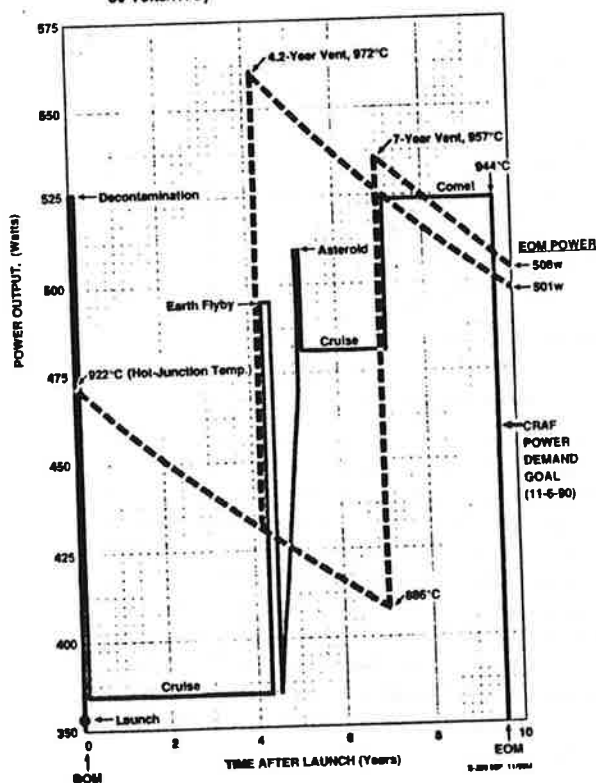 575
550
525
500
475
450
425
400
350
POWER OUTPUT, (Watts)
4.2-Year Vent, 972°C
7-Year Vent, 957°C
944°C
Comet
Decontamination
Asteroid
EOM POWER
508w
501w
Earth Flyby
Cruise
922°C (Hot-Junction Temp.)
CRAF
POWER
DEMAND
GOAL
(11-6-90)
886°C
Cruise
Launch
0
2
4
6
8
10
TIME AFTER LAUNCH (Years)
BOM
EOM